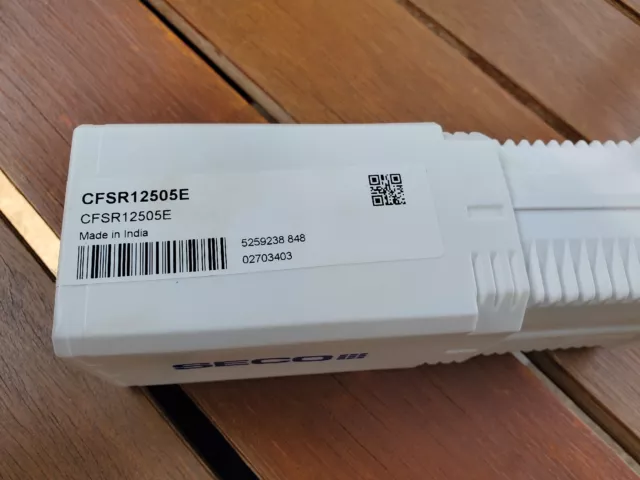 CFSR12505E
CFSR12505E
Made in India
5259238 848
02703403
SECO